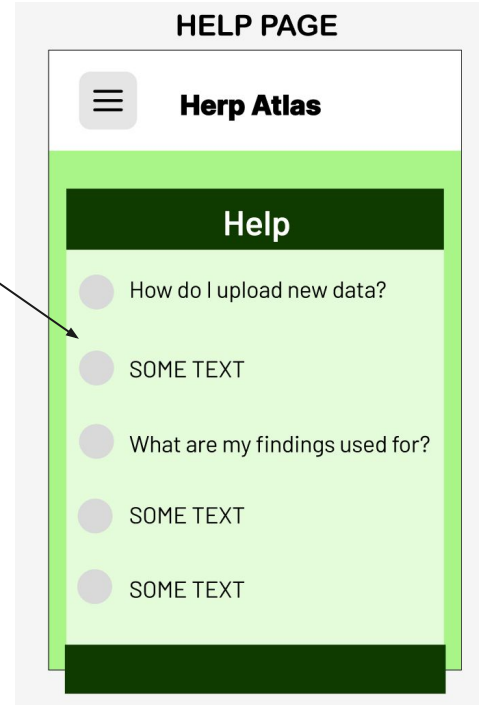 HELP PAGE
Herp Atlas
Help
How do I upload new data?
SOME TEXT
What are my findings used for?
SOME TEXT
SOME TEXT